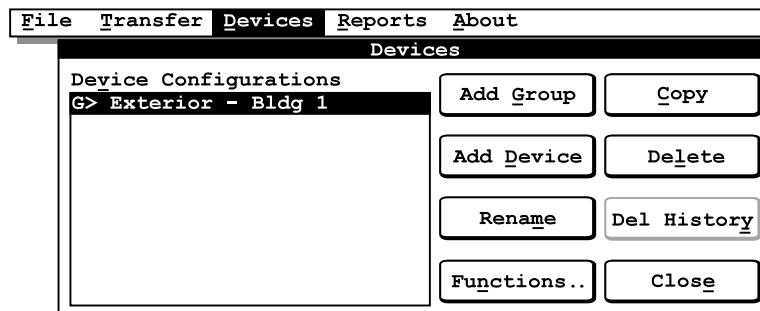 File Transfer Devices Reports About
Devices
Device Configurations
G> Exterior - Bldg 1
Add Group Copy
Add Device Delete
Rename Del History
Functions.. Close